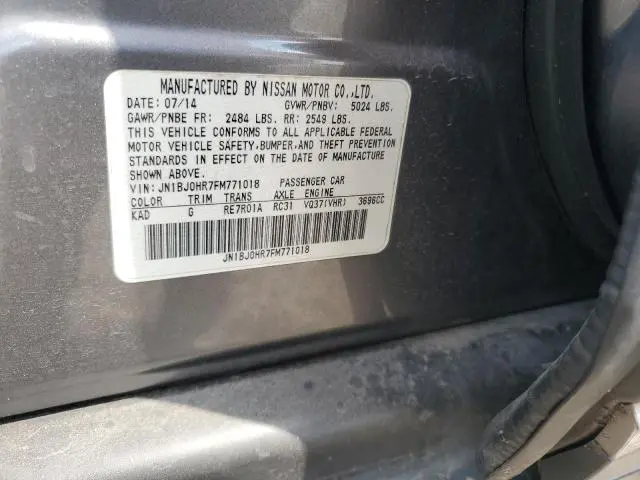 MANUFACTURED BY NISSAN MOTOR CO.,LTD.
DATE: 07/14 GVWR/PNBV: 5024 LBS.
GAWR/PNBE FR: 2484 LBS. RR: 2549 LBS.
THIS VEHICLE CONFORMS TO ALL APPLICABLE FEDERAL
MOTOR VEHICLE SAFETY,BUMPER,AND THEFT PREVENTION
STANDARDS IN EFFECT ON THE DATE OF MANUFACTURE
SHOWN ABOVE.
VIN: JN1BJ0HR7FM771018 PASSENGER CAR
COLOR TRIM TRANS AXLE ENGINE
KAD G RE7R01A RC31 VQ37(VHR) 3696CC
JN1BJ0HR7FM771018